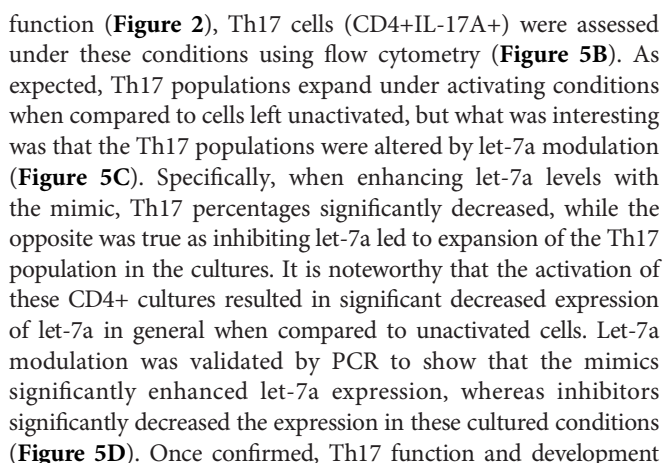 function (Figure 2), Th17 cells (CD4+IL-17A+) were assessed
under these conditions using flow cytometry (Figure 5B). As
expected, Th17 populations expand under activating conditions
when compared to cells left unactivated, but what was interesting
was that the Th17 populations were altered by let-7a modulation
(Figure 5C). Specifically, when enhancing let-7a levels with
the mimic, Th17 percentages significantly decreased, while the
opposite was true as inhibiting let-7a led to expansion of the Th17
population in the cultures. It is noteworthy that the activation of
these CD4+ cultures resulted in significant decreased expression
of let-7a in general when compared to unactivated cells. Let-7a
modulation was validated by PCR to show that the mimics
significantly enhanced let-7a expression, whereas inhibitors
significantly decreased the expression in these cultured conditions
(Figure 5D). Once confirmed, Th17 function and development